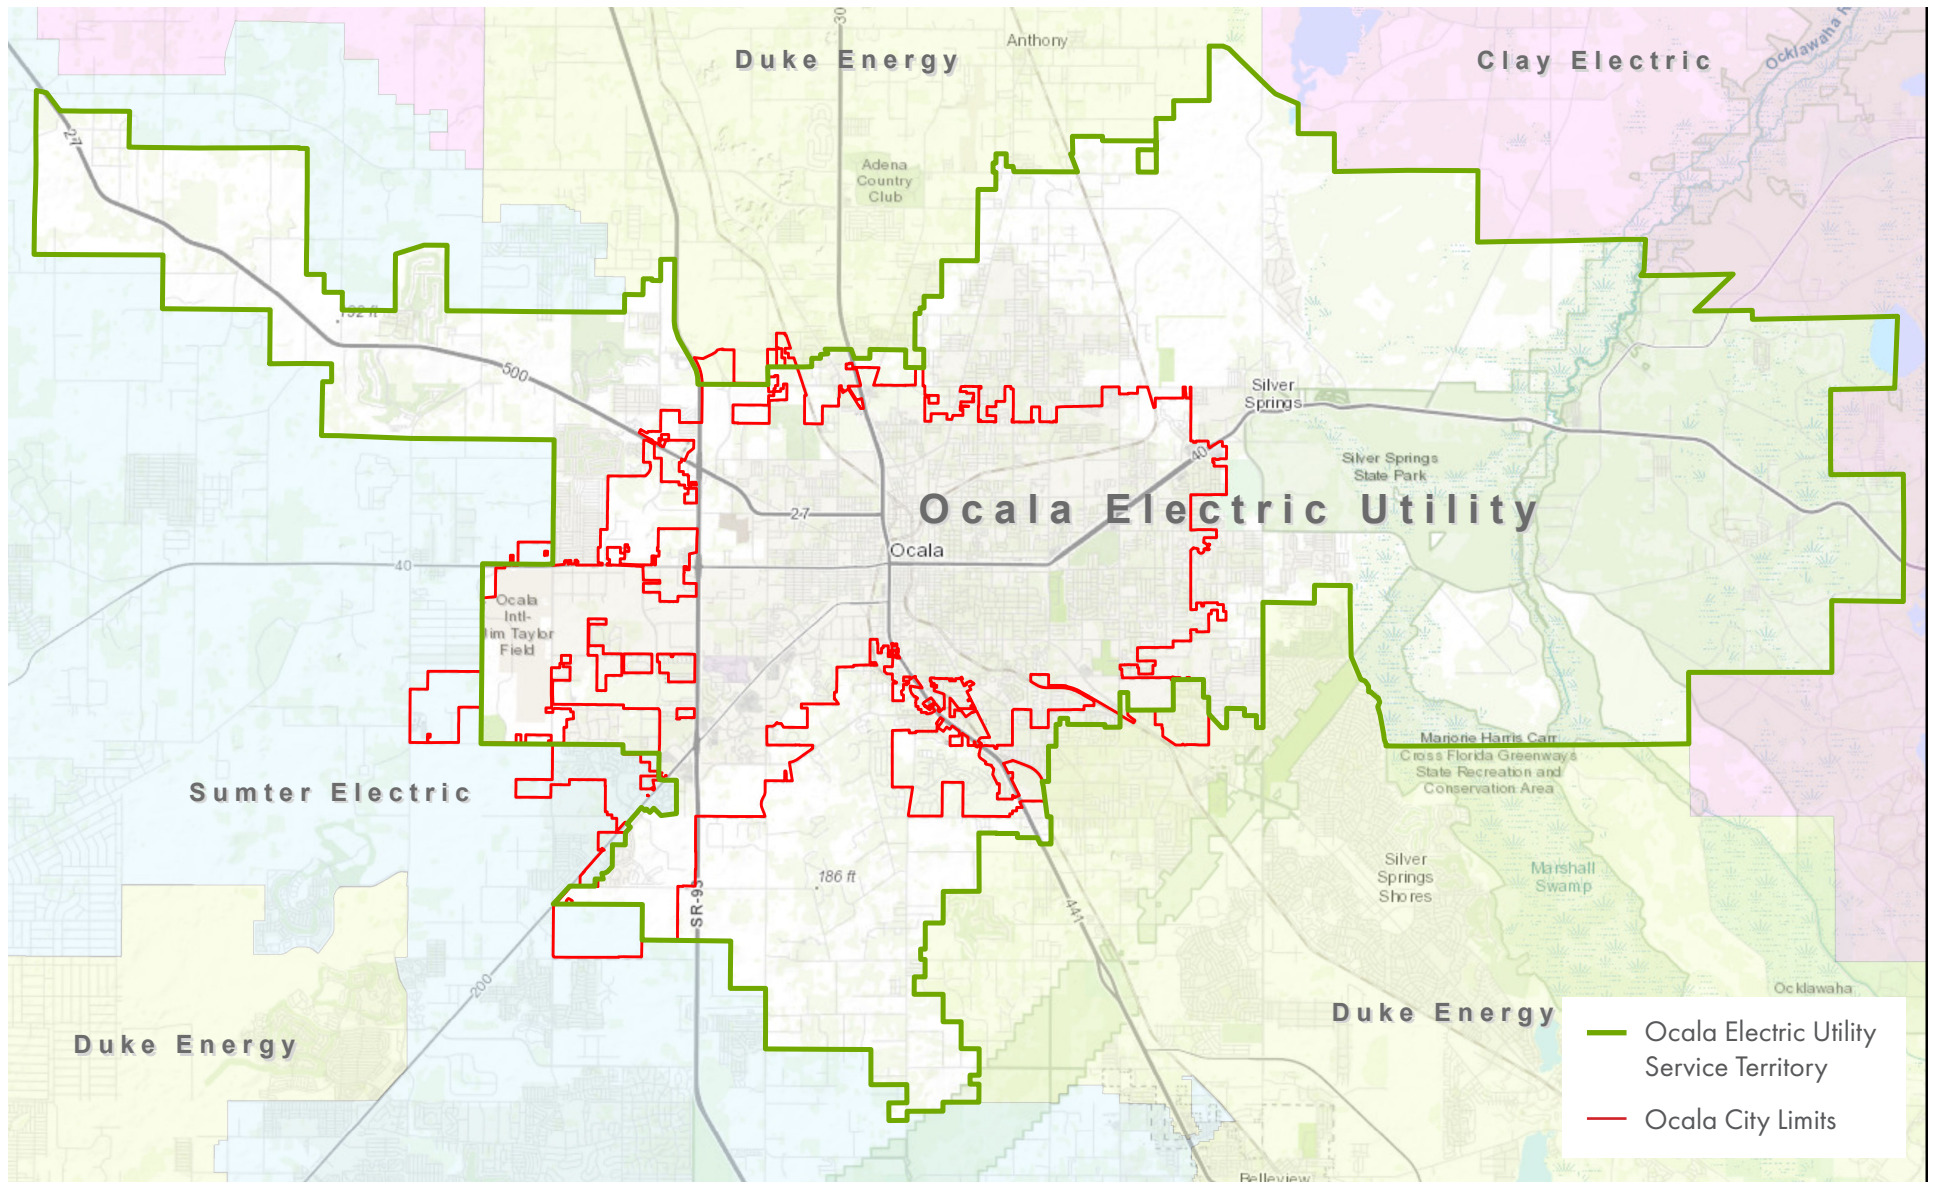 30
Anthony
Duke Energy
Clay Electric
Ocklawaha R
27
Adena
Country
Club
192 ft
500
Silver
Springs
40
Silver Springs
State Park
27
Ocala Electric Utility
Ocala
40
Ocala
Intl-
Jim Taylor
Field
Marjorie Harris Carr
Cross Florida Greenways
State Recreation and
Conservation Area
Sumter Electric
186 ft
Silver
Springs
Shores
Marshall
Swamp
SR-93
441
200
Ocklawaha
Duke Energy
Duke Energy
Ocala Electric Utility
Service Territory
Ocala City Limits
Belleview